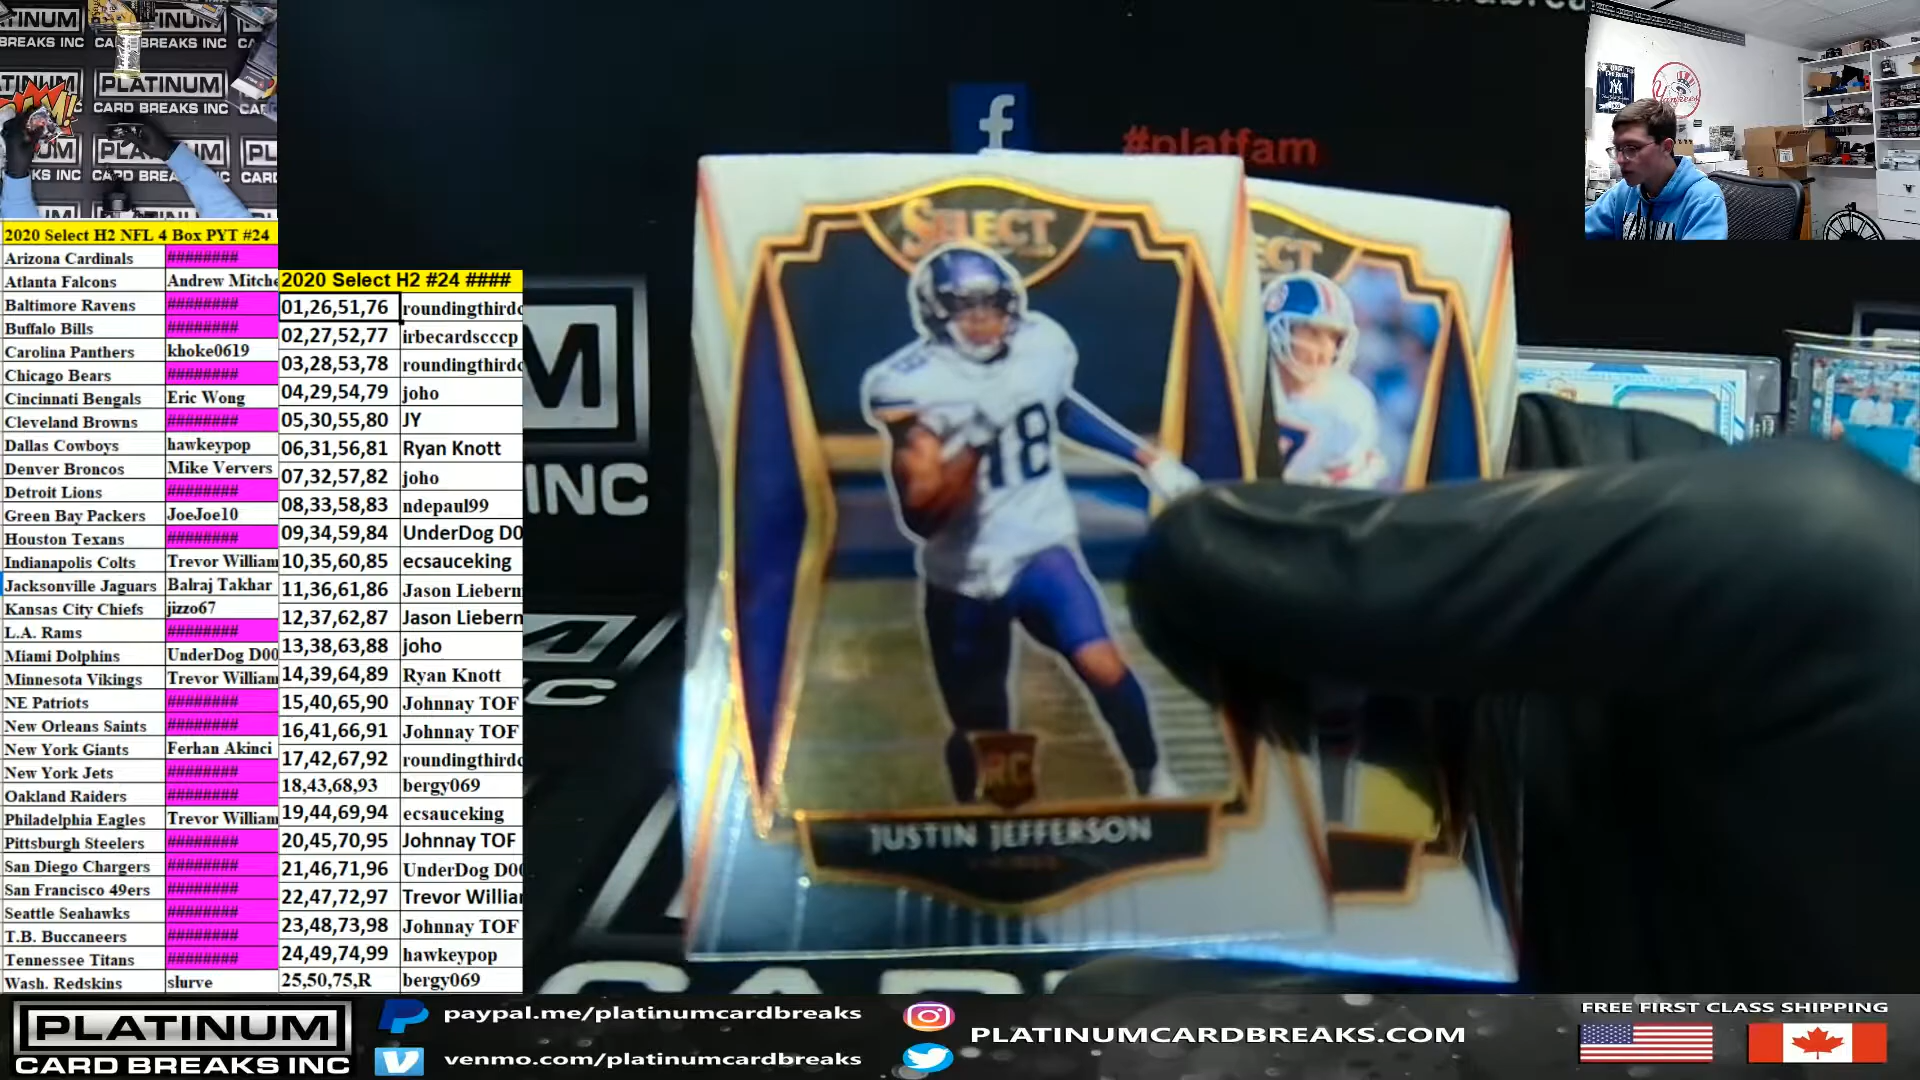 PLATINUM
CARD BREAKS INC
PLATINUM
CARD BREAKS INC
#platfam
Yankees
SELECT
18
RC
JUSTIN JEFFERSON
VIKINGS
M
INC
2020 Select H2 NFL 4 Box PYT #24
Arizona Cardinals ########
Atlanta Falcons Andrew Mitche
Baltimore Ravens ########
Buffalo Bills ########
Carolina Panthers khoke0619
Chicago Bears ########
Cincinnati Bengals Eric Wong
Cleveland Browns ########
Dallas Cowboys hawkeypop
Denver Broncos Mike Ververs
Detroit Lions ########
Green Bay Packers JoeJoe10
Houston Texans ########
Indianapolis Colts Trevor William
Jacksonville Jaguars Balraj Takhar
Kansas City Chiefs jizzo67
L.A. Rams ########
Miami Dolphins UnderDog D00
Minnesota Vikings Trevor William
NE Patriots ########
New Orleans Saints ########
New York Giants Ferhan Akinci
New York Jets ########
Oakland Raiders ########
Philadelphia Eagles Trevor William
Pittsburgh Steelers ########
San Diego Chargers ########
San Francisco 49ers ########
Seattle Seahawks ########
T.B. Buccaneers ########
Tennessee Titans ########
Wash. Redskins slurve
2020 Select H2 #24 ####
01,26,51,76 roundingthirdc
02,27,52,77 irbecardscccp
03,28,53,78 roundingthirdc
04,29,54,79 joho
05,30,55,80 JY
06,31,56,81 Ryan Knott
07,32,57,82 joho
08,33,58,83 ndepaul99
09,34,59,84 UnderDog D0
10,35,60,85 ecsauceking
11,36,61,86 Jason Lieberm
12,37,62,87 Jason Lieberm
13,38,63,88 joho
14,39,64,89 Ryan Knott
15,40,65,90 Johnnay TOF
16,41,66,91 Johnnay TOF
17,42,67,92 roundingthirdc
18,43,68,93 bergy069
19,44,69,94 ecsauceking
20,45,70,95 Johnnay TOF
21,46,71,96 UnderDog D00
22,47,72,97 Trevor William
23,48,73,98 Johnnay TOF
24,49,74,99 hawkeypop
25,50,75,R bergy069
PLATINUM
CARD BREAKS INC
paypal.me/platinumcardbreaks
venmo.com/platinumcardbreaks
PLATINUMCARDBREAKS.COM
FREE FIRST CLASS SHIPPING